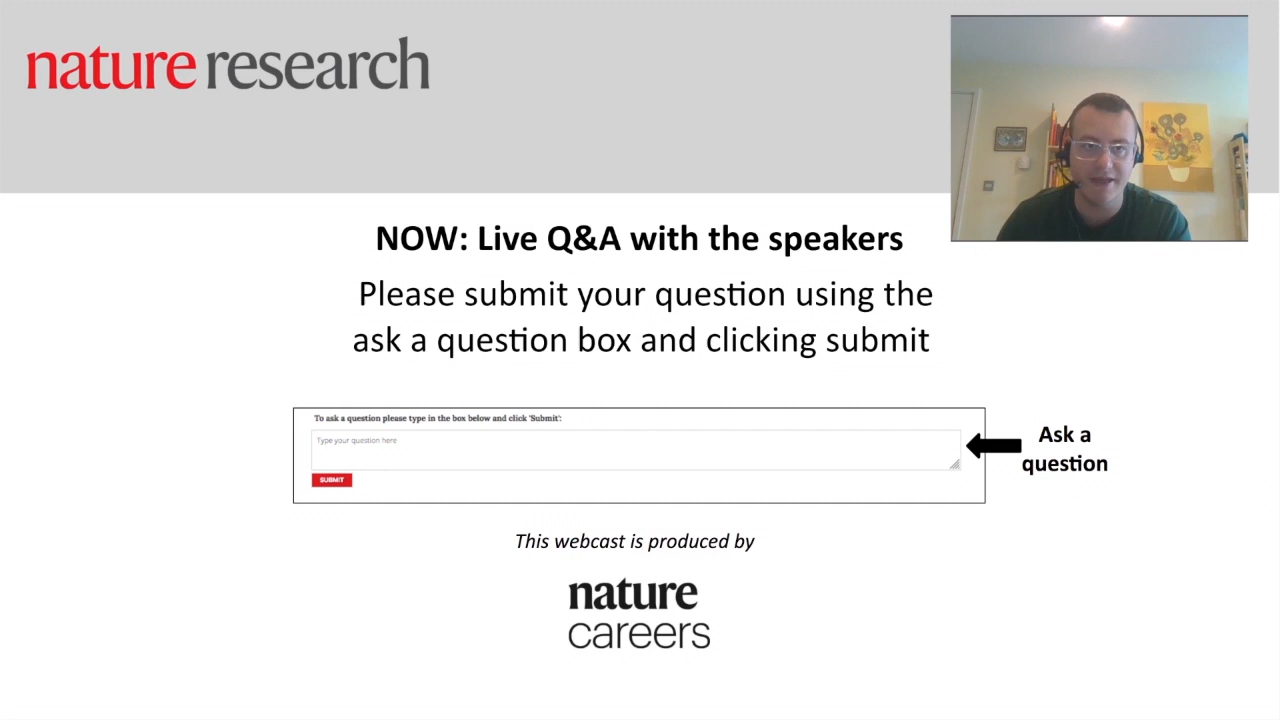 nature research
NOW: Live Q&A with the speakers
Please submit your question using the
ask a question box and clicking submit
To ask a question please type in the box below and click 'Submit':
Type your question here
SUBMIT
Ask a
question
This webcast is produced by
nature
careers